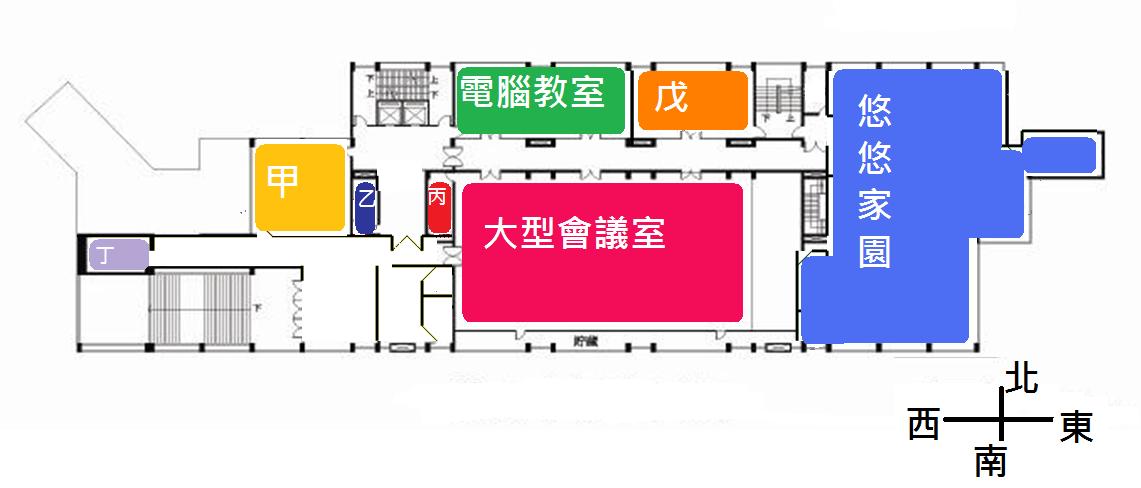 下 上
上 下
電腦教室
戊
下 上
悠
悠
家
園
甲
乙
丙
大型會議室
丁
下
貯藏
北
西 東
南